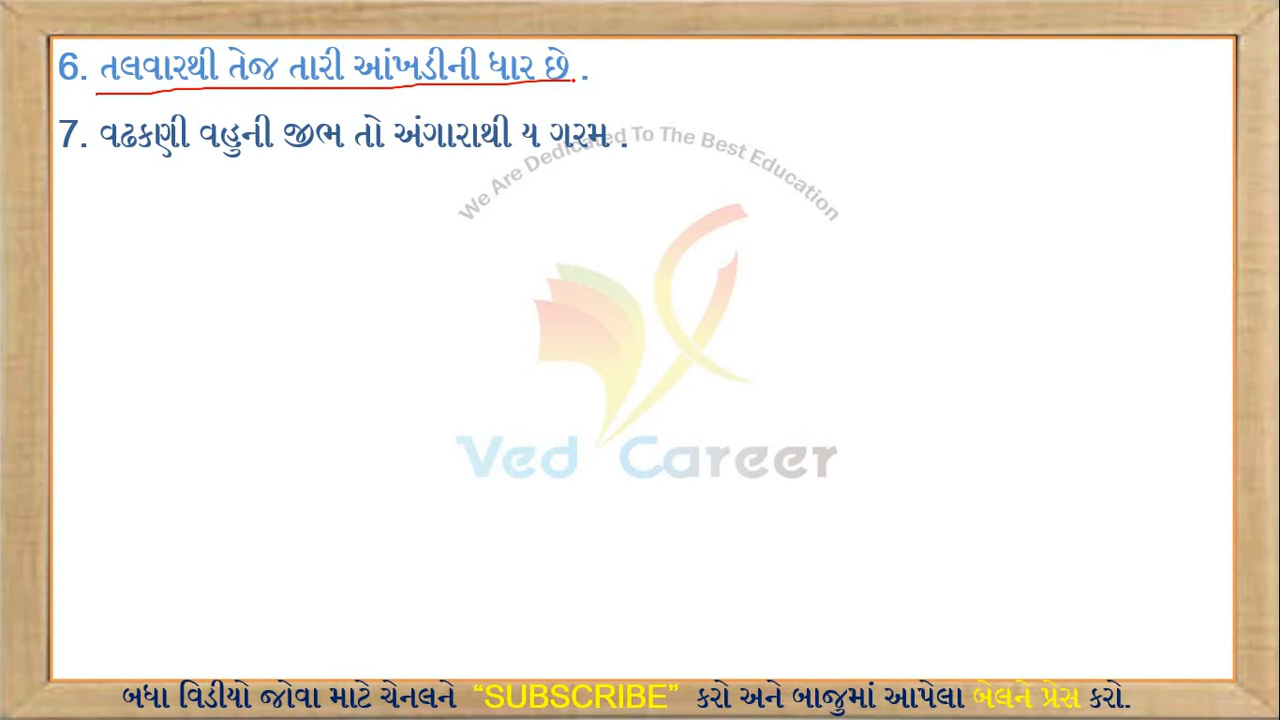 6. તલવારથી તેજ તારી આંખડીની ધાર છે .
7. વઢકણી વહુની જીભ તો અંગારાથી ય ગરમ .
We Are Dedicated To The Best Education
Ved Career
બધા વિડીયો જોવા માટે ચેનલને “SUBSCRIBE” કરો અને બાજુમાં આપેલા બેલને પ્રેસ કરો.